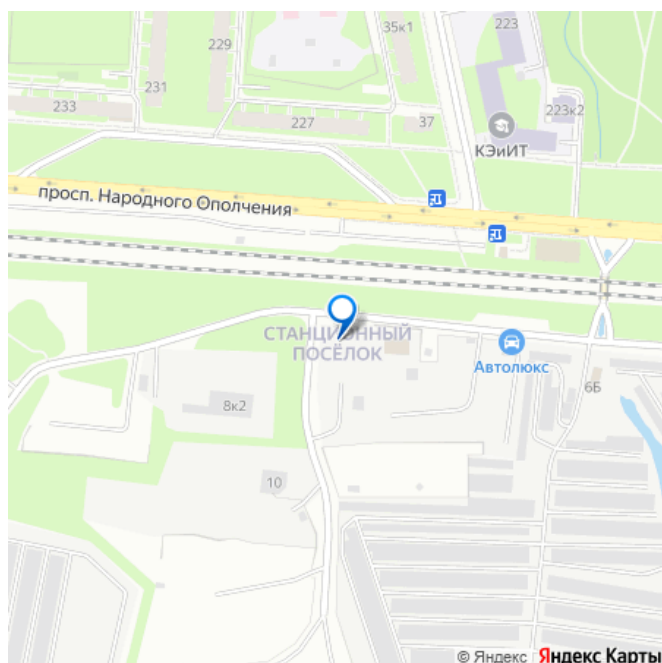 223
35к1
229
231
223к2
233
227
37
КЭиИТ
просп. Народного Ополчения
СТАНЦИОННЫЙ
ПОСЁЛОК
Автолюкс
6Б
8к2
10
© Яндекс Яндекс Карты